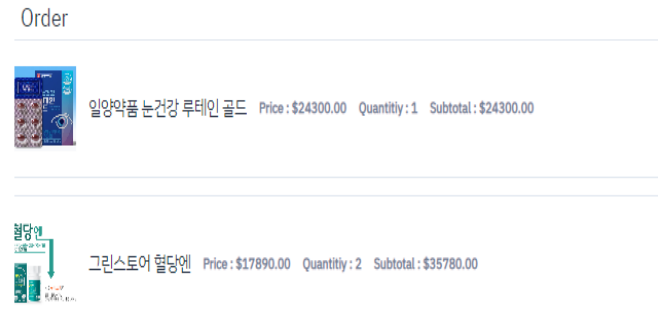 Order
일양약품 눈건강 루테인 골드 Price : $24300.00 Quantitiy : 1 Subtotal : $24300.00
혈당엔
그린스토어 혈당엔 Price : $17890.00 Quantitiy : 2 Subtotal : $35780.00